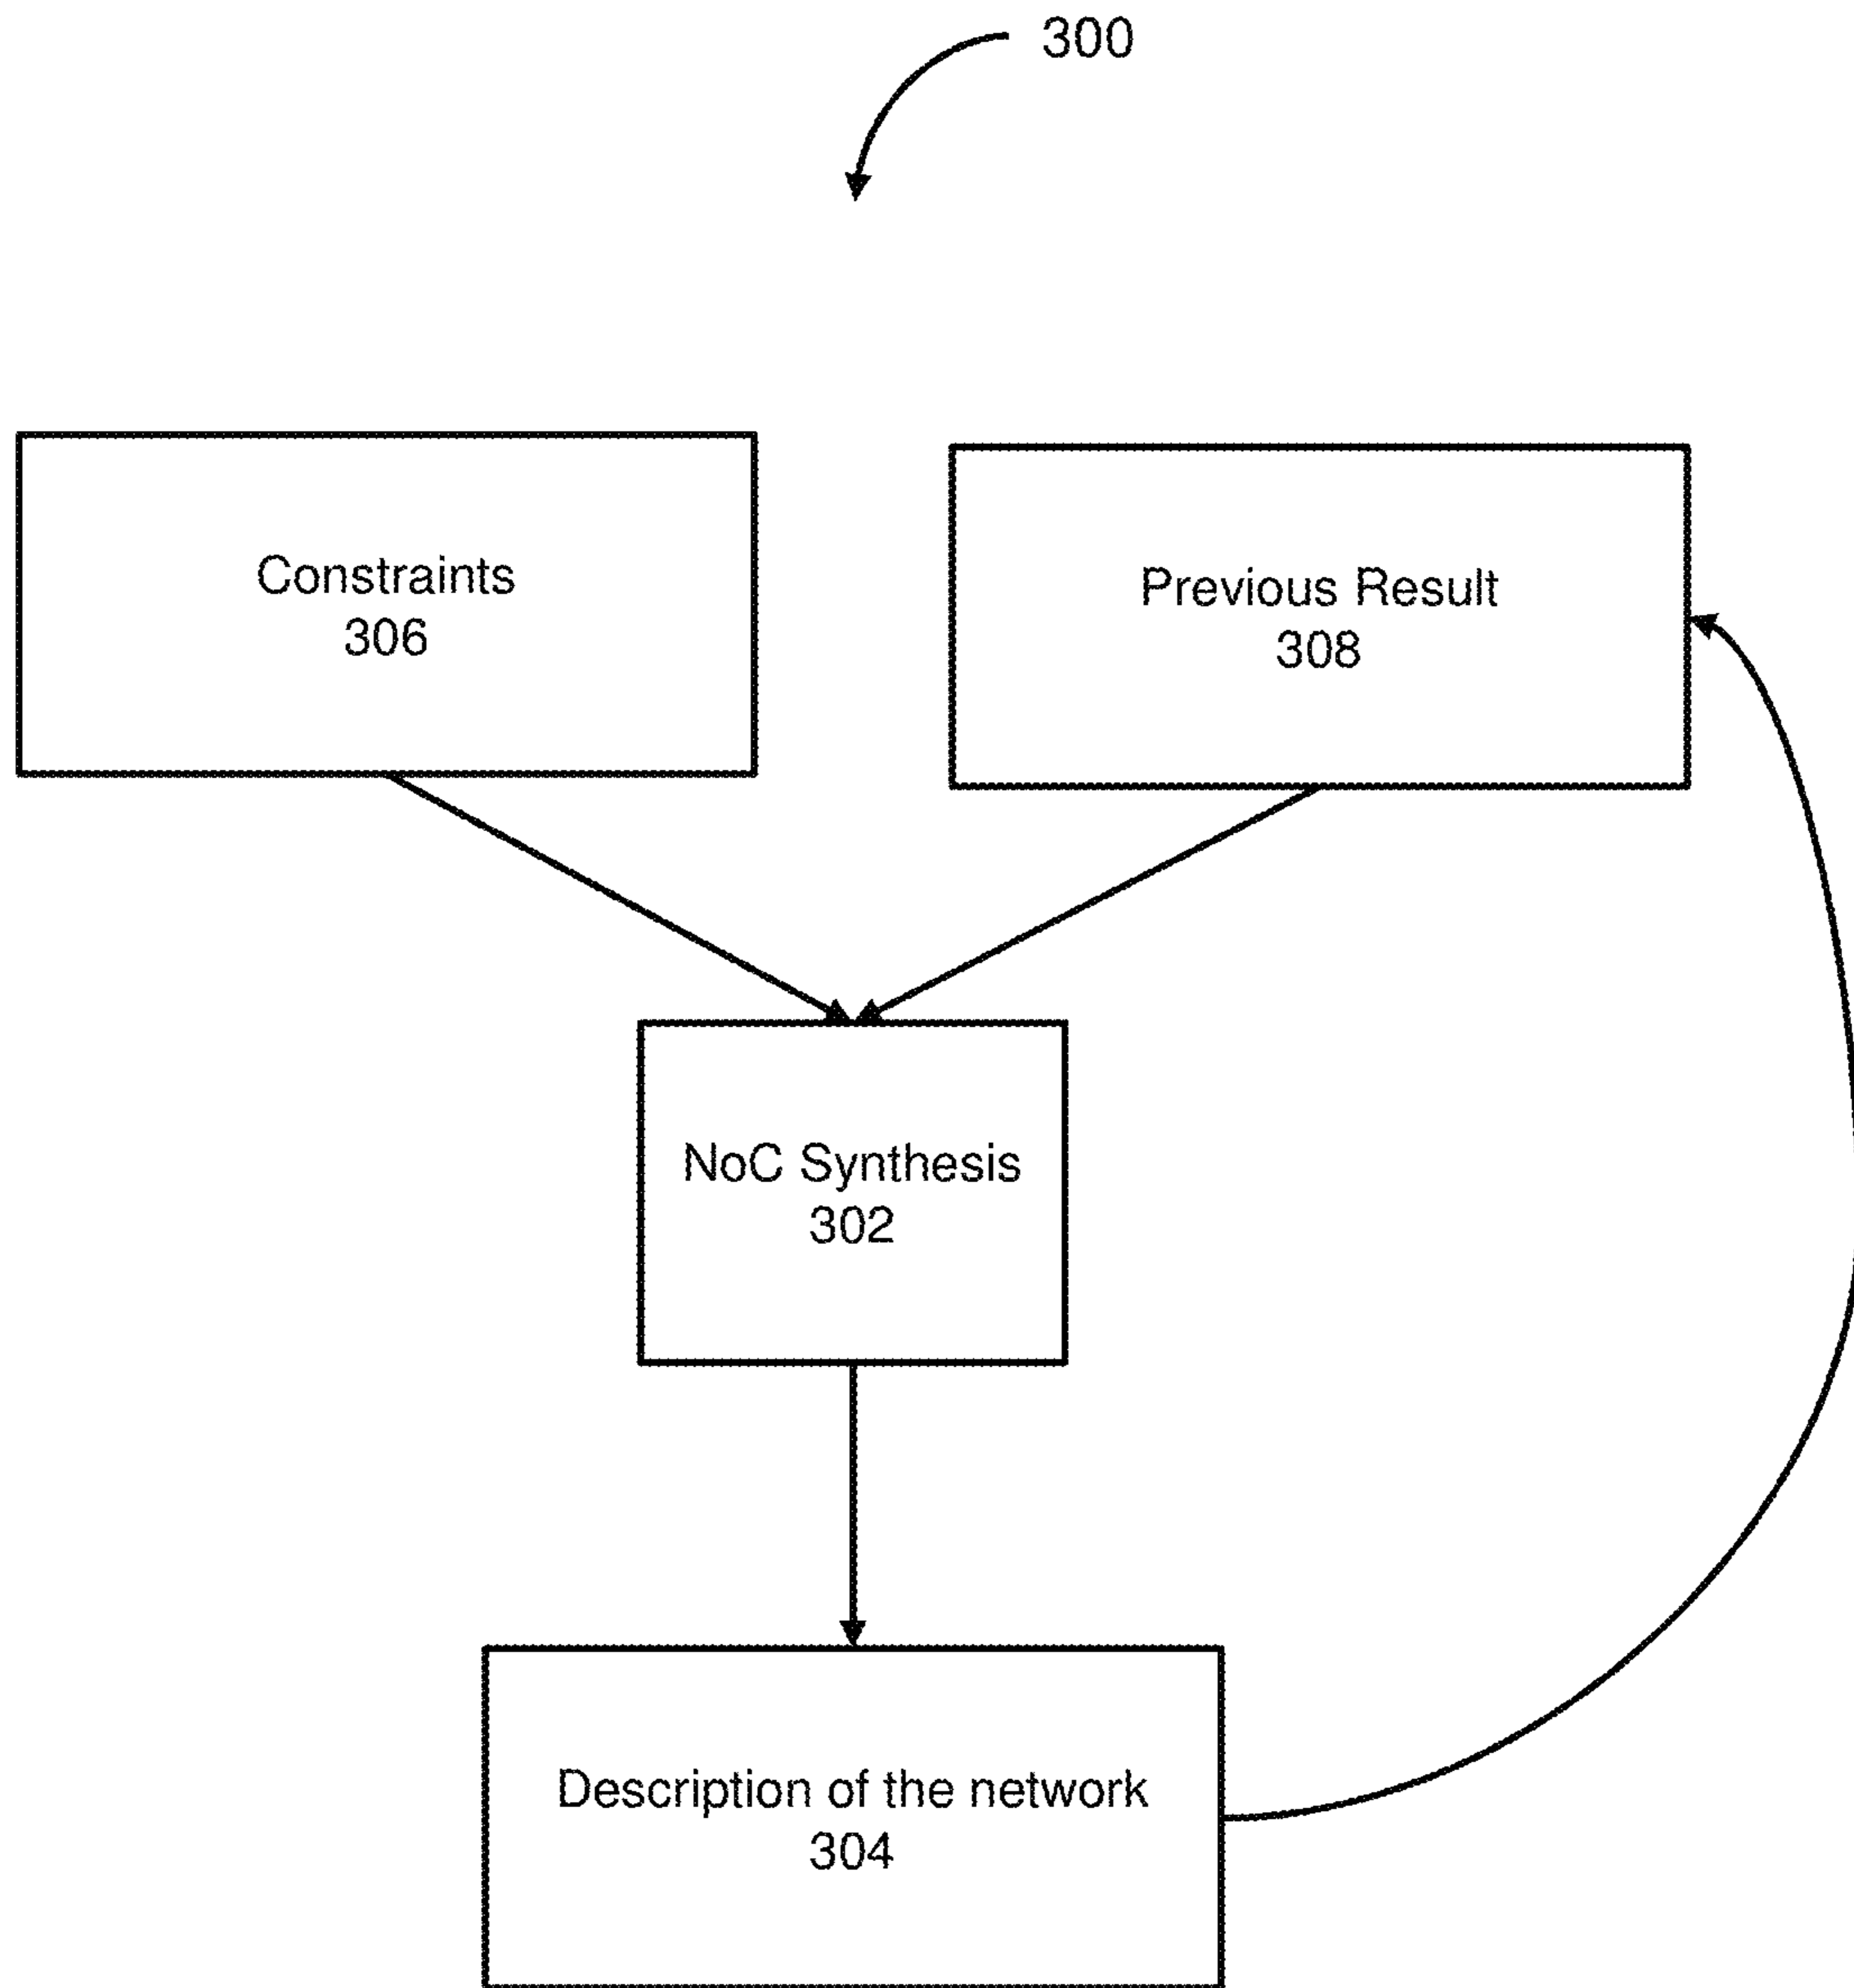 300
Constraints
306
Previous Result
308
NoC Synthesis
302
Description of the network
304